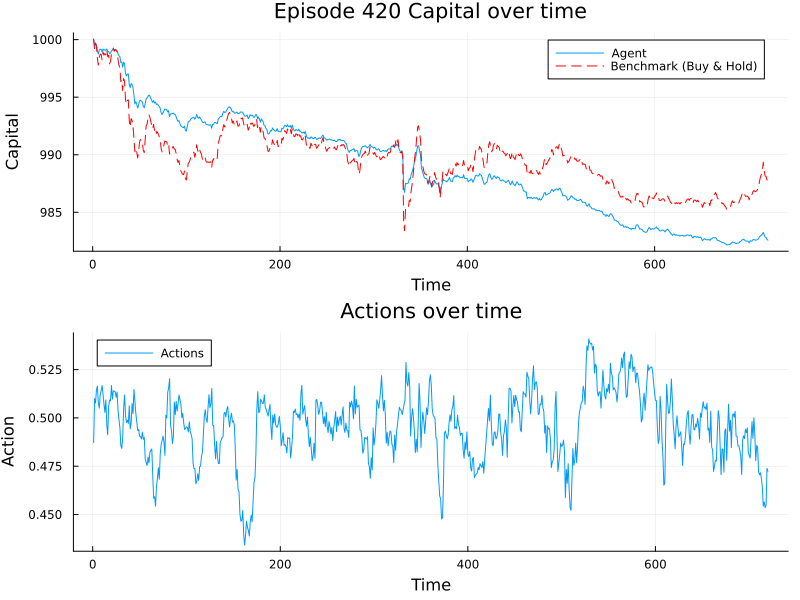 Episode 420 Capital over time
1000
995
990
985
Capital
Agent
Benchmark (Buy & Hold)
0
200
400
600
Time
Actions over time
0.525
0.500
0.475
0.450
Action
Actions
0
200
400
600
Time